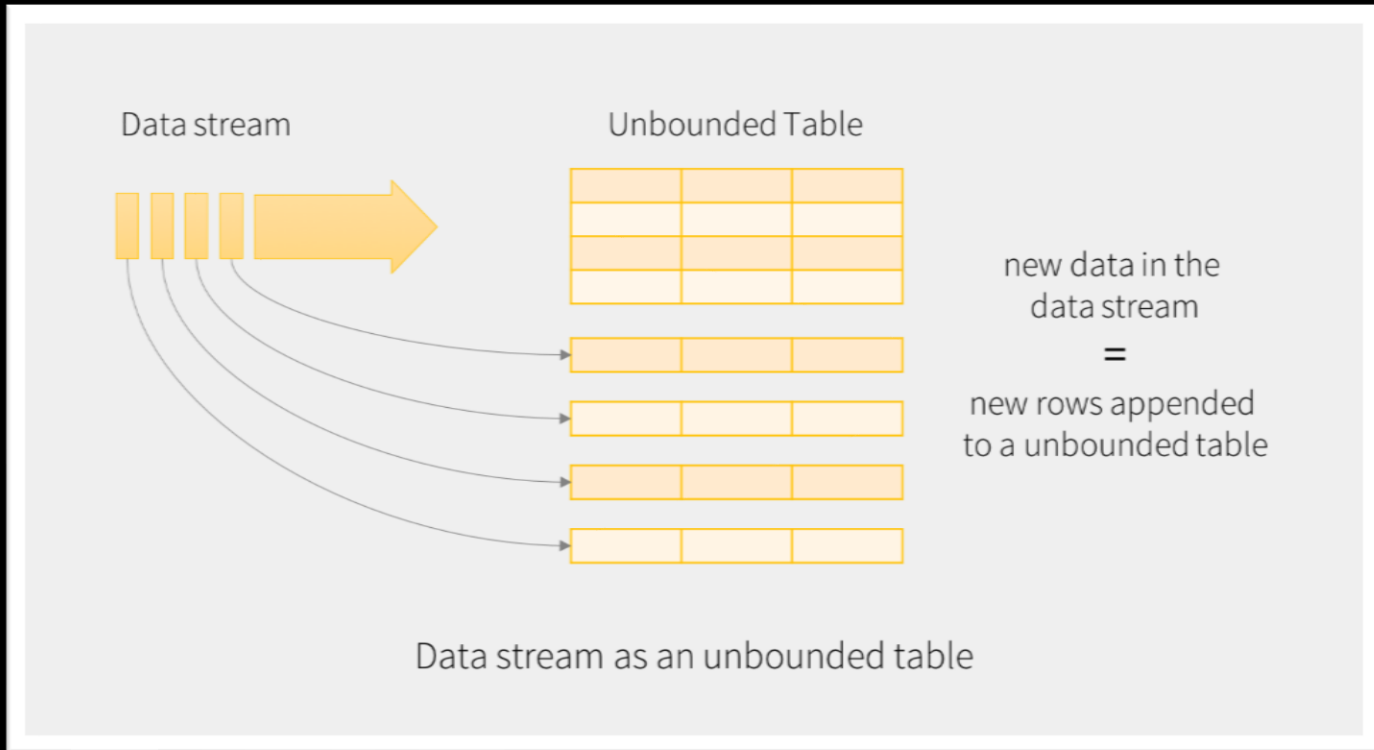 Data stream
Unbounded Table
new data in the
data stream
=
new rows appended
to a unbounded table
Data stream as an unbounded table